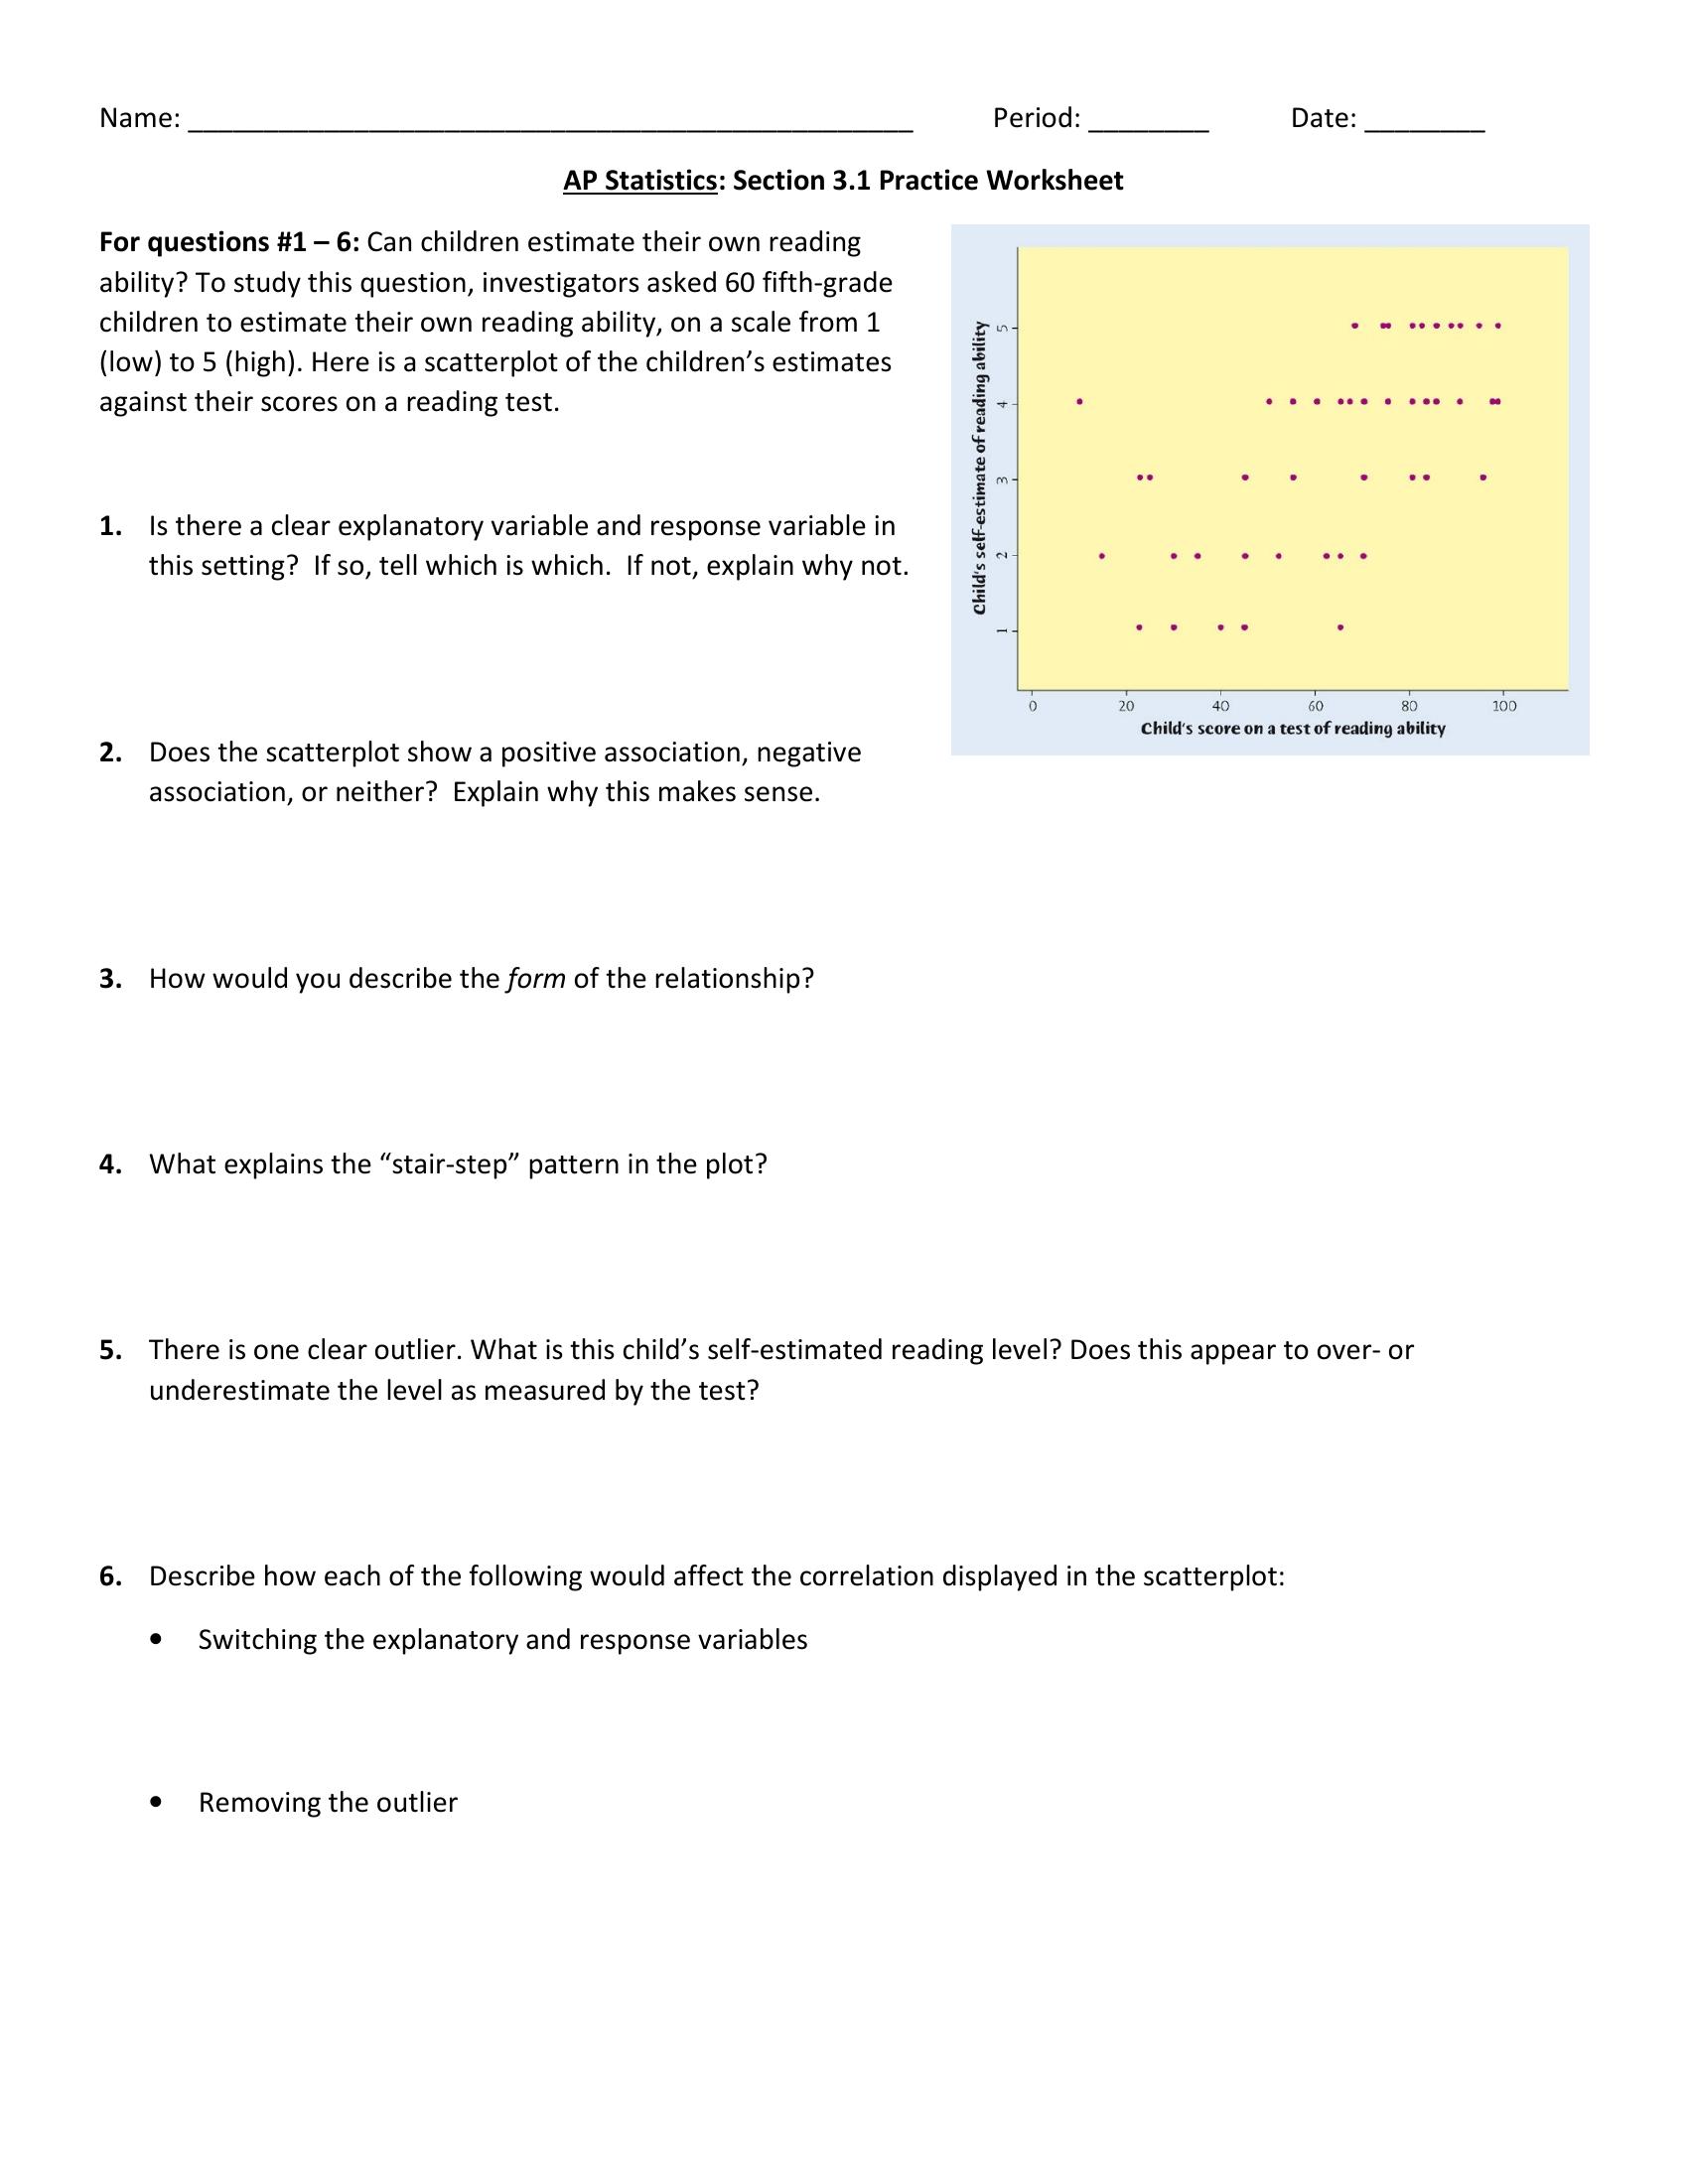 Name: ________________________________________________ Period: ________ Date: ________
AP Statistics: Section 3.1 Practice Worksheet
For questions #1 – 6: Can children estimate their own reading
ability? To study this question, investigators asked 60 fifth-grade
children to estimate their own reading ability, on a scale from 1
(low) to 5 (high). Here is a scatterplot of the children’s estimates
against their scores on a reading test.
Child's self-estimate of reading ability
5
4
3
2
1
0 20 40 60 80 100
Child's score on a test of reading ability
1. Is there a clear explanatory variable and response variable in
this setting? If so, tell which is which. If not, explain why not.
2. Does the scatterplot show a positive association, negative
association, or neither? Explain why this makes sense.
3. How would you describe the form of the relationship?
4. What explains the “stair-step” pattern in the plot?
5. There is one clear outlier. What is this child’s self-estimated reading level? Does this appear to over- or
underestimate the level as measured by the test?
6. Describe how each of the following would affect the correlation displayed in the scatterplot:
• Switching the explanatory and response variables
• Removing the outlier